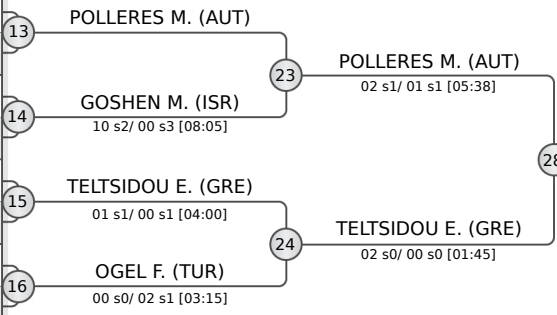 13
POLLERES M. (AUT)
23
POLLERES M. (AUT)
02 s1/ 01 s1 [05:38]
14
GOSHEN M. (ISR)
10 s2/ 00 s3 [08:05]
28
15
TELTSIDOU E. (GRE)
01 s1/ 00 s1 [04:00]
24
TELTSIDOU E. (GRE)
02 s0/ 00 s0 [01:45]
16
OGEL F. (TUR)
00 s0/ 02 s1 [03:15]